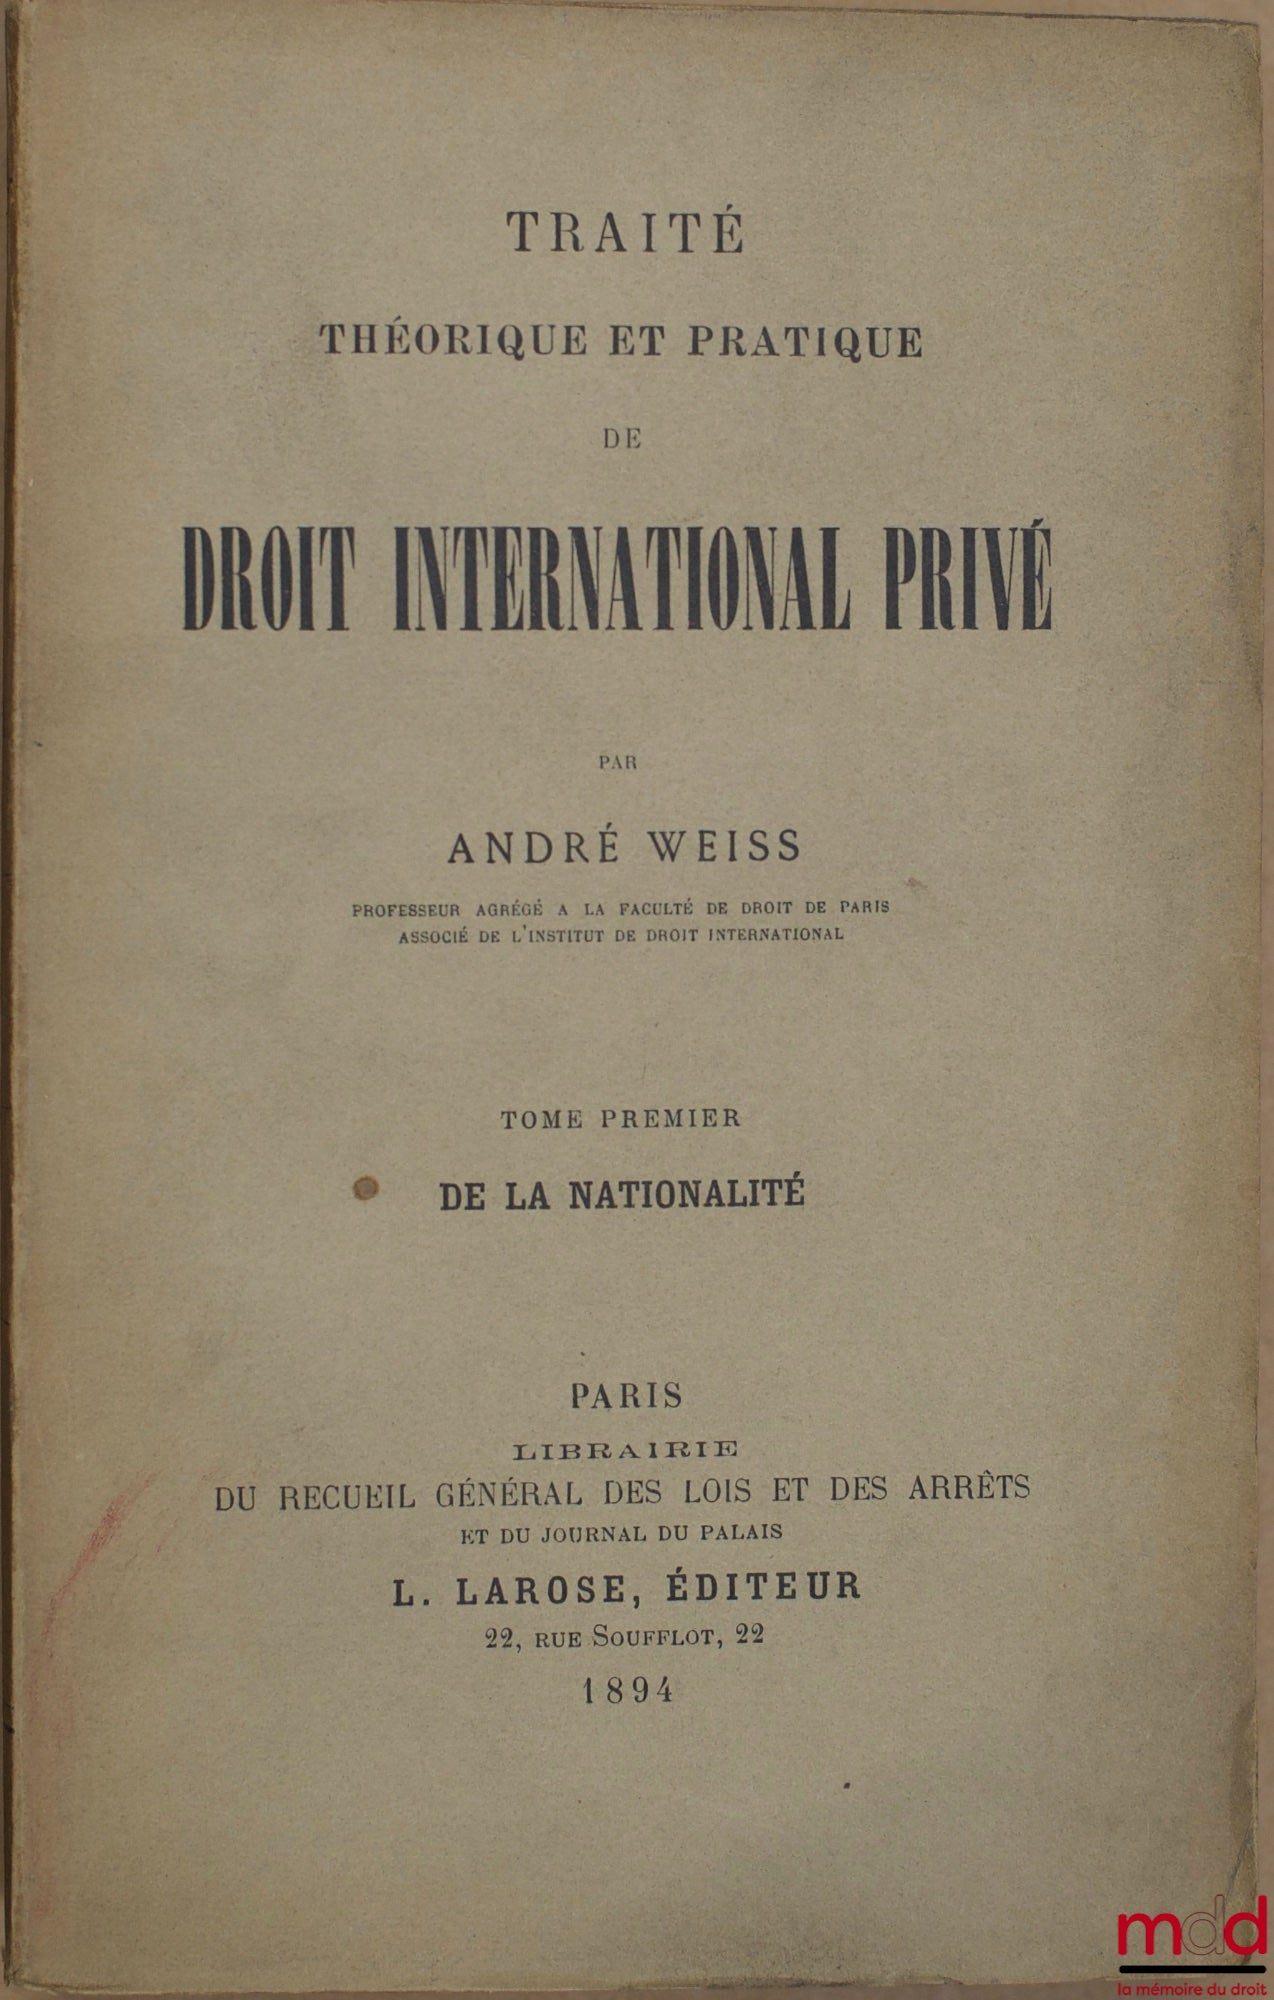 TRAITÉ
THÉORIQUE ET PRATIQUE
DE
DROIT INTERNATIONAL PRIVÉ
PAR
ANDRÉ WEISS
PROFESSEUR AGRÉGÉ A LA FACULTÉ DE DROIT DE PARIS
ASSOCIÉ DE L'INSTITUT DE DROIT INTERNATIONAL
TOME PREMIER
DE LA NATIONALITÉ
PARIS
LIBRAIRIE
DU RECUEIL GÉNÉRAL DES LOIS ET DES ARRÊTS
ET DU JOURNAL DU PALAIS
L. LAROSE, ÉDITEUR
22, RUE SOUFFLOT, 22
1894
mdd
la mémoire du droit